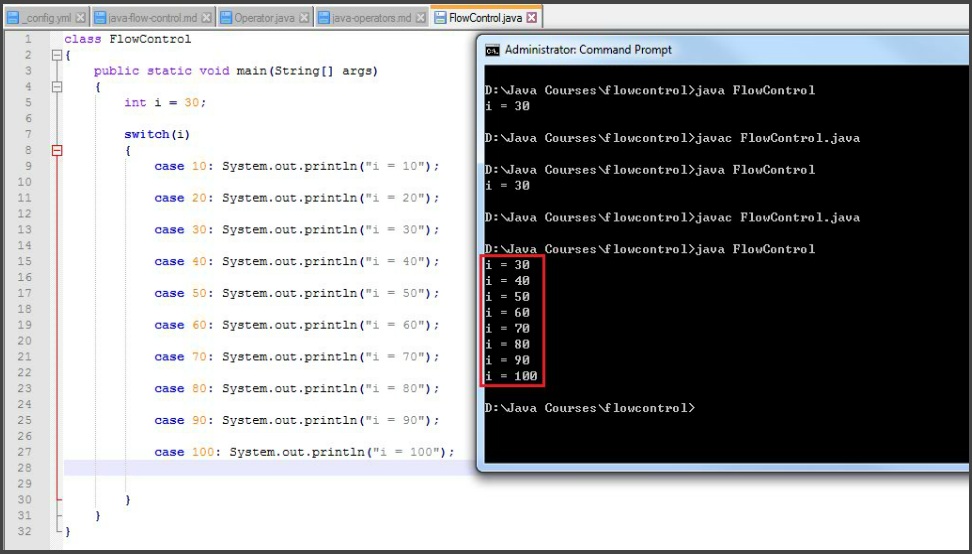 _config.yml java-flow-control.md Operator.java java-operators.md FlowControl.java
1 class FlowControl
2 {
3 public static void main(String[] args)
4 {
5 int i = 30;
6
7 switch(i)
8 {
9 case 10: System.out.println("i = 10");
10
11 case 20: System.out.println("i = 20");
12
13 case 30: System.out.println("i = 30");
14
15 case 40: System.out.println("i = 40");
16
17 case 50: System.out.println("i = 50");
18
19 case 60: System.out.println("i = 60");
20
21 case 70: System.out.println("i = 70");
22
23 case 80: System.out.println("i = 80");
24
25 case 90: System.out.println("i = 90");
26
27 case 100: System.out.println("i = 100");
28
29
30 }
31 }
32 }
Administrator: Command Prompt
D:\Java Courses\flowcontrol>java FlowControl
i = 30
D:\Java Courses\flowcontrol>javac FlowControl.java
D:\Java Courses\flowcontrol>java FlowControl
i = 30
D:\Java Courses\flowcontrol>javac FlowControl.java
D:\Java Courses\flowcontrol>java FlowControl
i = 30
i = 40
i = 50
i = 60
i = 70
i = 80
i = 90
i = 100
D:\Java Courses\flowcontrol>